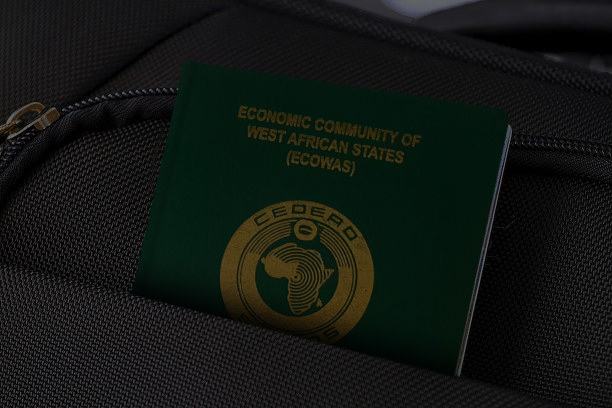 ECONOMIC COMMUNITY OF
WEST AFRICAN STATES
(ECOWAS)
CEDEAO